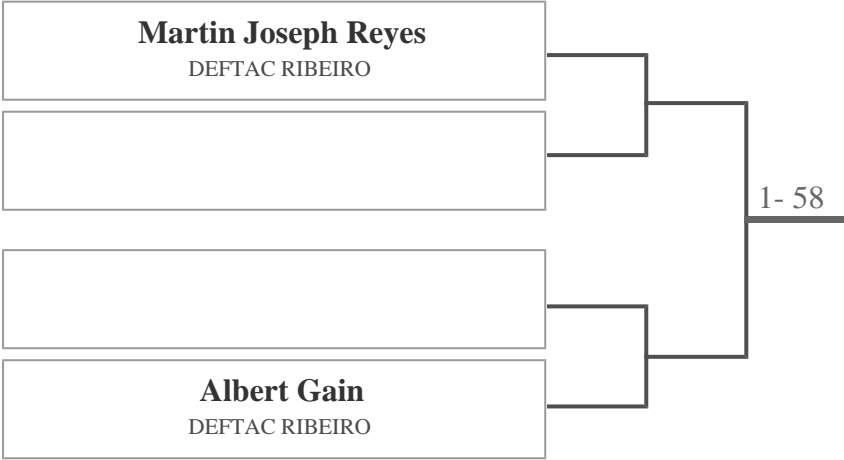 Martin Joseph Reyes
DEFTAC RIBEIRO
1- 58
Albert Gain
DEFTAC RIBEIRO